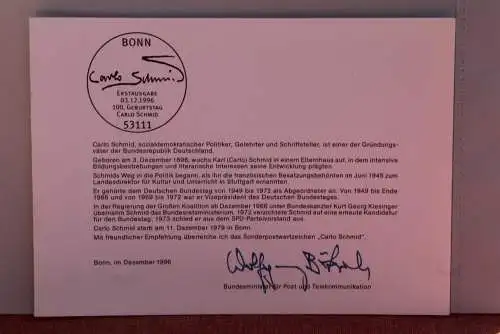 BONN
Carlo Schmid
ERSTAUSGABE
03.12.1996
100. GEBURTSTAG
CARLO SCHMID
53111
Carlo Schmid, sozialdemokratischer Politiker, Gelehrter und Schriftsteller, ist einer der Gründungs-
väter der Bundesrepublik Deutschland.
Geboren am 3. Dezember 1896, wuchs Karl (Carlo) Schmid in einem Elternhaus auf, in dem intensive
Bildungsbestrebungen und literarische Interessen seine Entwicklung prägten.
Schmids Weg in die Politik begann, als ihn die französischen Besatzungsbehörden im Juni 1945 zum
Landesdirektor für Kultur und Unterricht in Stuttgart ernannten.
Er gehörte dem Deutschen Bundestag von 1949 bis 1972 als Abgeordneter an. Von 1949 bis Ende
1966 und von 1969 bis 1972 war er Vizepräsident des Deutschen Bundestages.
In der Regierung der Großen Koalition ab Dezember 1966 unter Bundeskanzler Kurt Georg Kiesinger
übernahm Schmid das Bundesratsministerium. 1972 verzichtete Schmid auf eine erneute Kandidatur
für den Bundestag; 1973 schied er aus dem SPD-Parteivorstand aus.
Carlo Schmid starb am 11. Dezember 1979 in Bonn.
Mit freundlicher Empfehlung überreiche ich das Sonderpostwertzeichen „Carlo Schmid“.
Bonn, im Dezember 1996
Wolfgang Bötsch
Bundesminister für Post und Telekommunikation